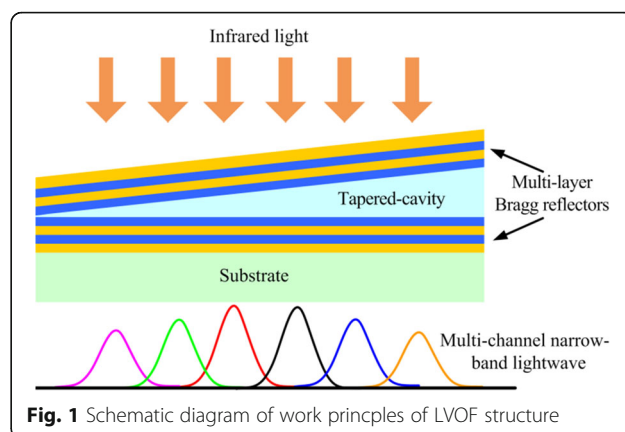 Infrared light
Multi-layer
Bragg reflectors
Tapered-cavity
Substrate
Multi-channel narrow-
band lightwave
Fig. 1 Schematic diagram of work princples of LVOF structure